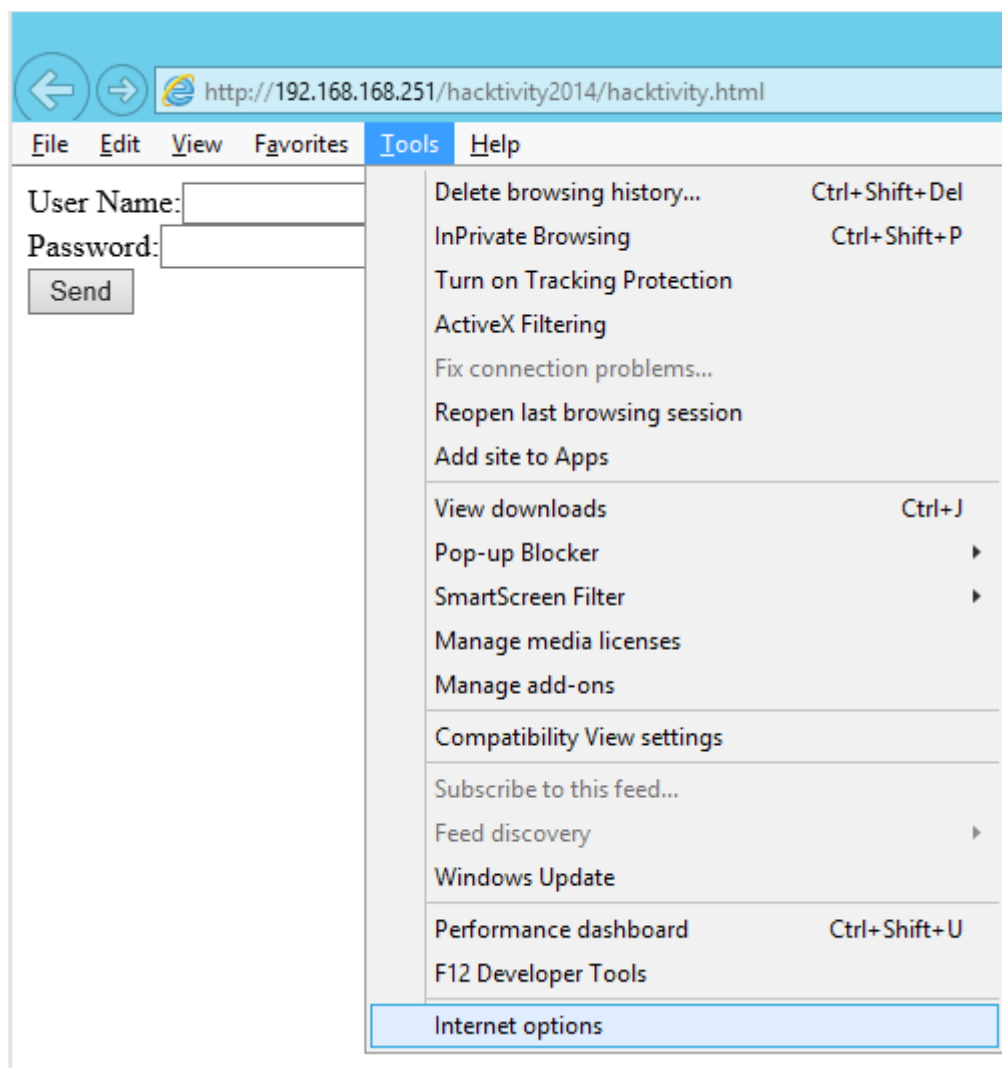 http://192.168.168.251/hacktivity2014/hacktivity.html
File Edit View Favorites Tools Help
User Name:
Password:
Send
Delete browsing history... Ctrl+Shift+Del
InPrivate Browsing Ctrl+Shift+P
Turn on Tracking Protection
ActiveX Filtering
Fix connection problems...
Reopen last browsing session
Add site to Apps
View downloads Ctrl+J
Pop-up Blocker
SmartScreen Filter
Manage media licenses
Manage add-ons
Compatibility View settings
Subscribe to this feed...
Feed discovery
Windows Update
Performance dashboard Ctrl+Shift+U
F12 Developer Tools
Internet options